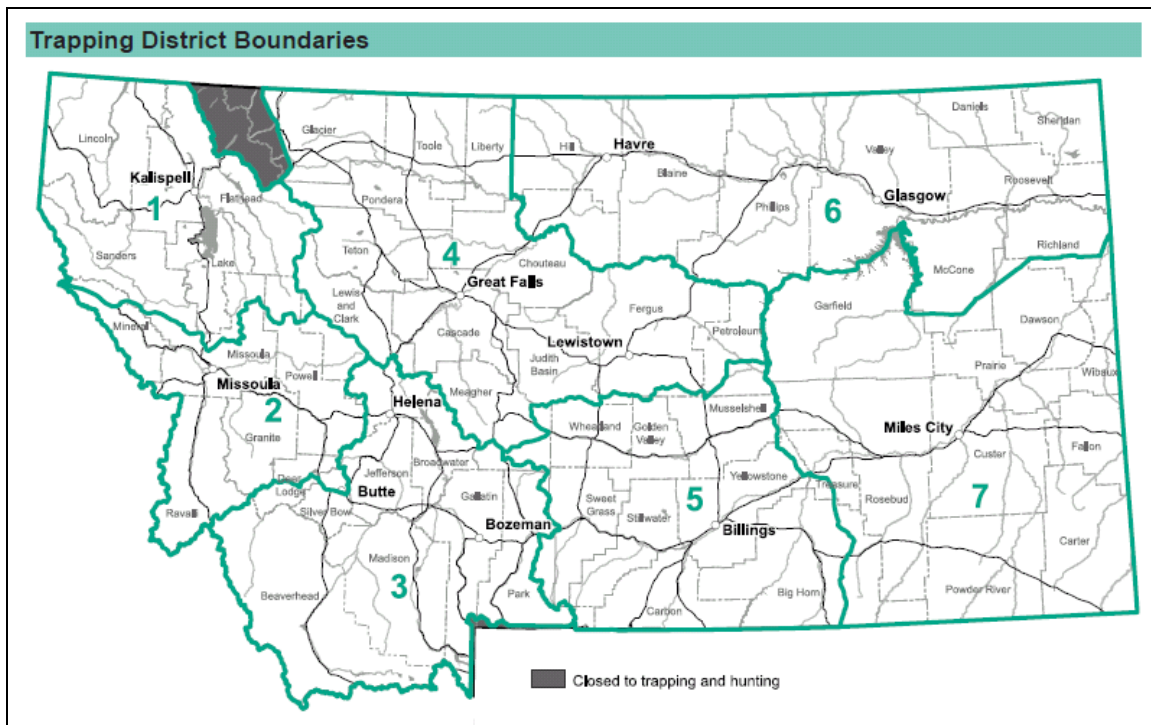 Trapping District Boundaries
Daniels
Sheridan
Lincoln
Glacier
Toole
Liberty
Hill
Havre
Valley
Kalispell
Blaine
Roosevelt
Flathead
Pondara
Phillips
Glasgow
1
6
Teton
4
Chouteau
Richland
Sanders
Lake
McCone
Great Falls
Lewis
and
Clark
Garfield
Fergus
Mineral
Cascade
Petroleum
Dawson
Missoula
Lewistown
Judith
Basin
Powell
Prairie
Wibaux
Missoula
Meagher
Helena
2
Musselshell
Wheatland
Golden
Valley
Miles City
Granite
Fallon
Broadwater
Custer
Deer
Lodge
Jefferson
Yellowstone
Treasure
Butte
Gallatin
Sweet
Grass
5
Rosebud
7
Ravalli
Silver Bow
Stillwater
Bozeman
Billings
Carter
Madison
3
Beaverhead
Park
Big Horn
Powder River
Carbon
Closed to trapping and hunting